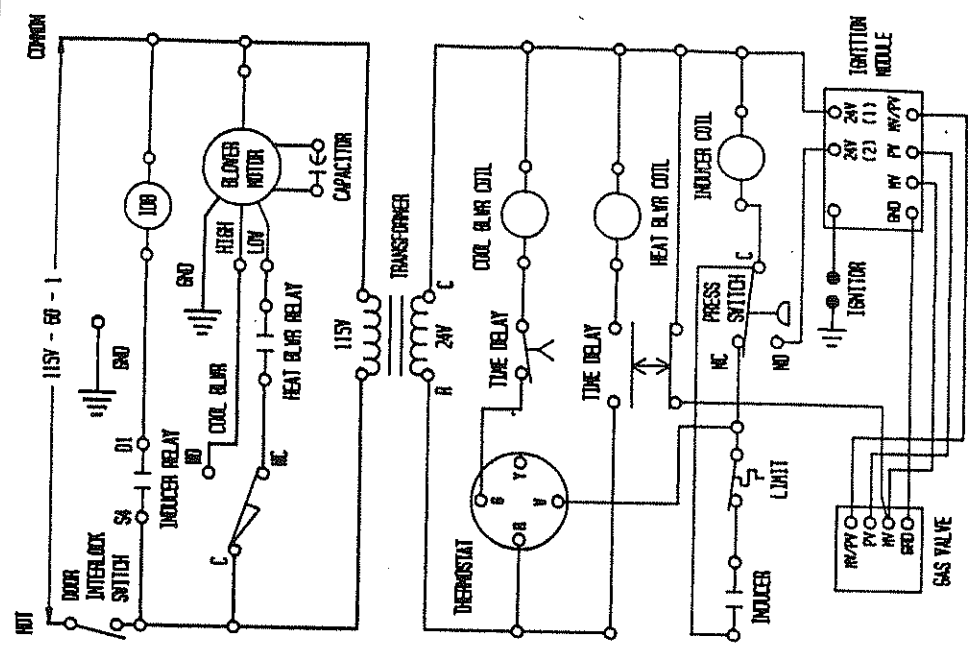 115V - 60 - 1
HOT
COMMON
DOOR
INTERLOCK
SWITCH
S4
D1
INDUCER RELAY
GND
IDB
NO
COOL BLWR
C
NC
HEAT BLWR RELAY
GND
HIGH
LOW
BLOWER
MOTOR
CAPACITOR
115V
TRANSFORMER
24V
R
C
THERMOSTAT
R
G
Y
W
TIME DELAY
COOL BLWR COIL
TIME DELAY
HEAT BLWR COIL
INDUCER
LIMIT
NC
NO
PRESS
SWITCH
C
INDUCER COIL
IGNITOR
IGNITION
MODULE
24V
(1)
24V
(2)
MV/PV
PV
MV
GND
MV/PV
PV
MV
GND
GAS VALVE